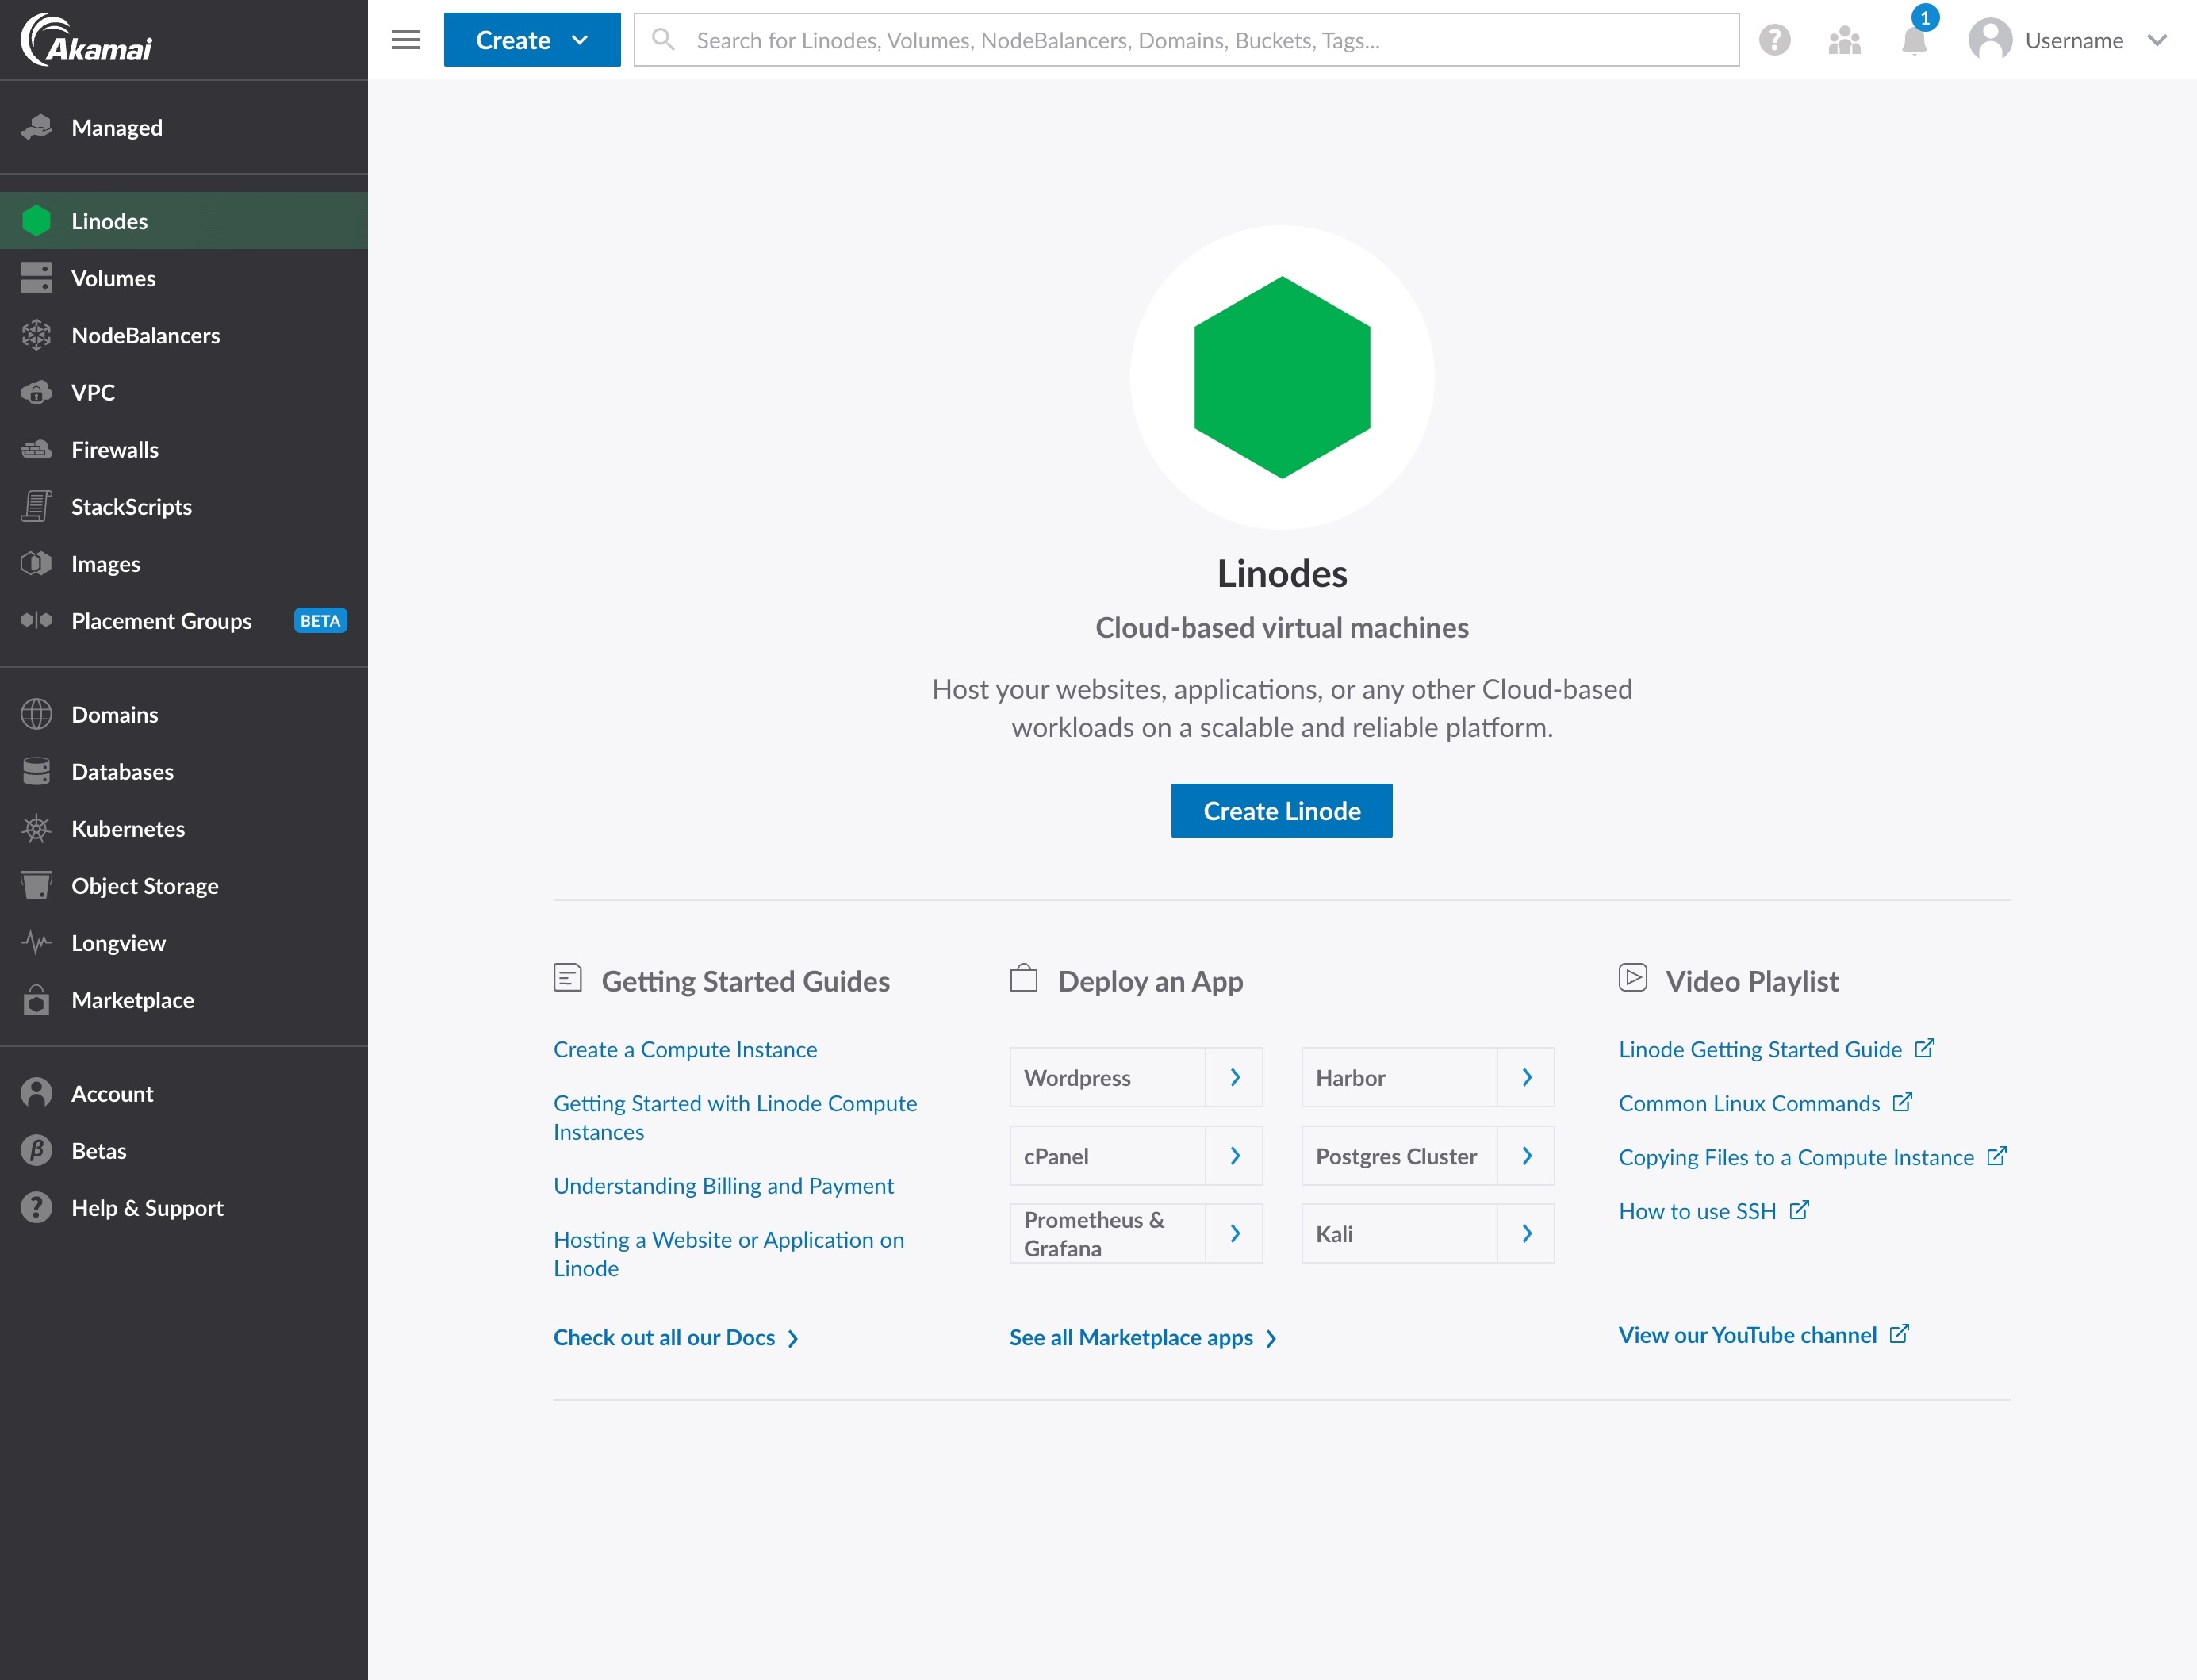 Akamai
Create
Search for Linodes, Volumes, NodeBalancers, Domains, Buckets, Tags...
?
1
Username
Managed
Linodes
Volumes
NodeBalancers
VPC
Firewalls
StackScripts
Images
Placement Groups BETA
Domains
Databases
Kubernetes
Object Storage
Longview
Marketplace
Account
β Betas
? Help & Support
Linodes
Cloud-based virtual machines
Host your websites, applications, or any other Cloud-based
workloads on a scalable and reliable platform.
Create Linode
Getting Started Guides
Create a Compute Instance
Getting Started with Linode Compute
Instances
Understanding Billing and Payment
Hosting a Website or Application on
Linode
Check out all our Docs
Deploy an App
Wordpress
Harbor
cPanel
Postgres Cluster
Prometheus &
Grafana
Kali
See all Marketplace apps
Video Playlist
Linode Getting Started Guide
Common Linux Commands
Copying Files to a Compute Instance
How to use SSH
View our YouTube channel